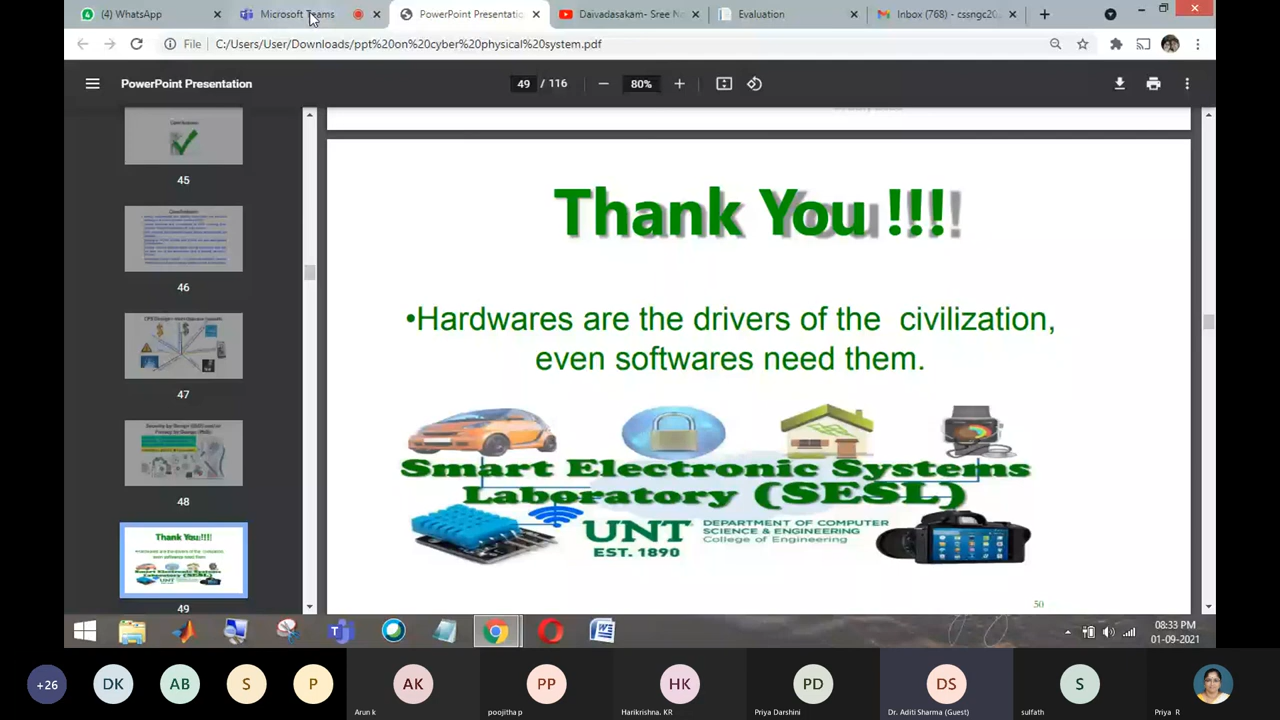 (4) WhatsApp
Microsoft Teams
PowerPoint Presentatio
Daivadasakam- Sree N
Evaluation
Inbox (768) - cssngc20
File
C:/Users/User/Downloads/ppt%20on%20cyber%20physical%20system.pdf
PowerPoint Presentation
49 / 116
80%
45
46
47
48
Thank You!!!!
49
Thank You !!!
•Hardwares are the drivers of the civilization,
even softwares need them.
Smart Electronic Systems
Laboratory (SESL)
UNT
EST. 1890
DEPARTMENT OF COMPUTER
SCIENCE & ENGINEERING
College of Engineering
50
08:33 PM
01-09-2021
+26
DK
AB
S
P
AK
Arun k
PP
poojitha p
HK
Harikrishna, KR
PD
Priya Darshini
DS
Dr. Aditi Sharma (Guest)
S
sulfath
Priya R